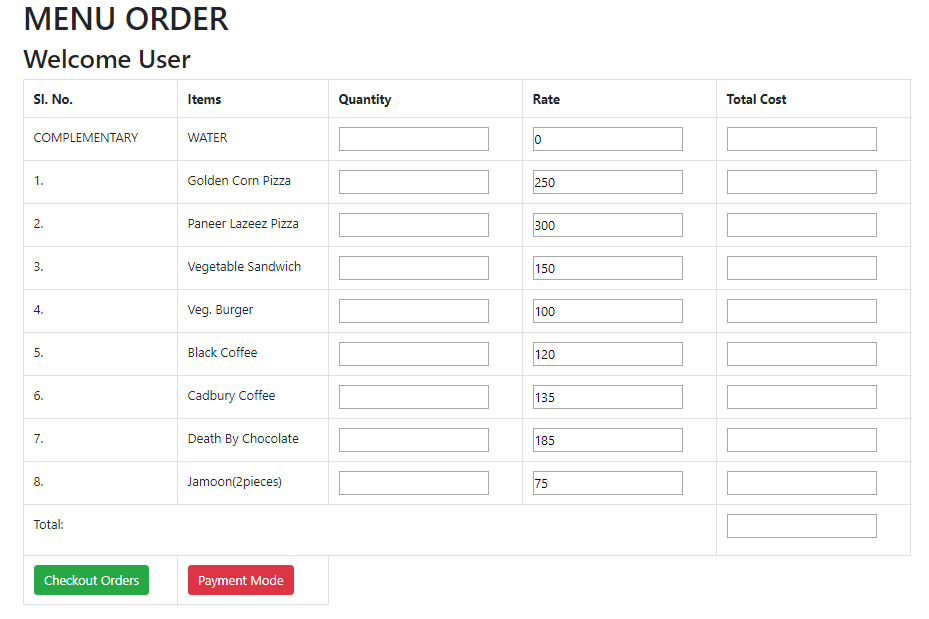 MENU ORDER
Welcome User
Sl. No. Items Quantity Rate Total Cost
COMPLEMENTARY WATER 0
1. Golden Corn Pizza 250
2. Paneer Lazeez Pizza 300
3. Vegetable Sandwich 150
4. Veg. Burger 100
5. Black Coffee 120
6. Cadbury Coffee 135
7. Death By Chocolate 185
8. Jamoon(2pieces) 75
Total:
Checkout Orders Payment Mode